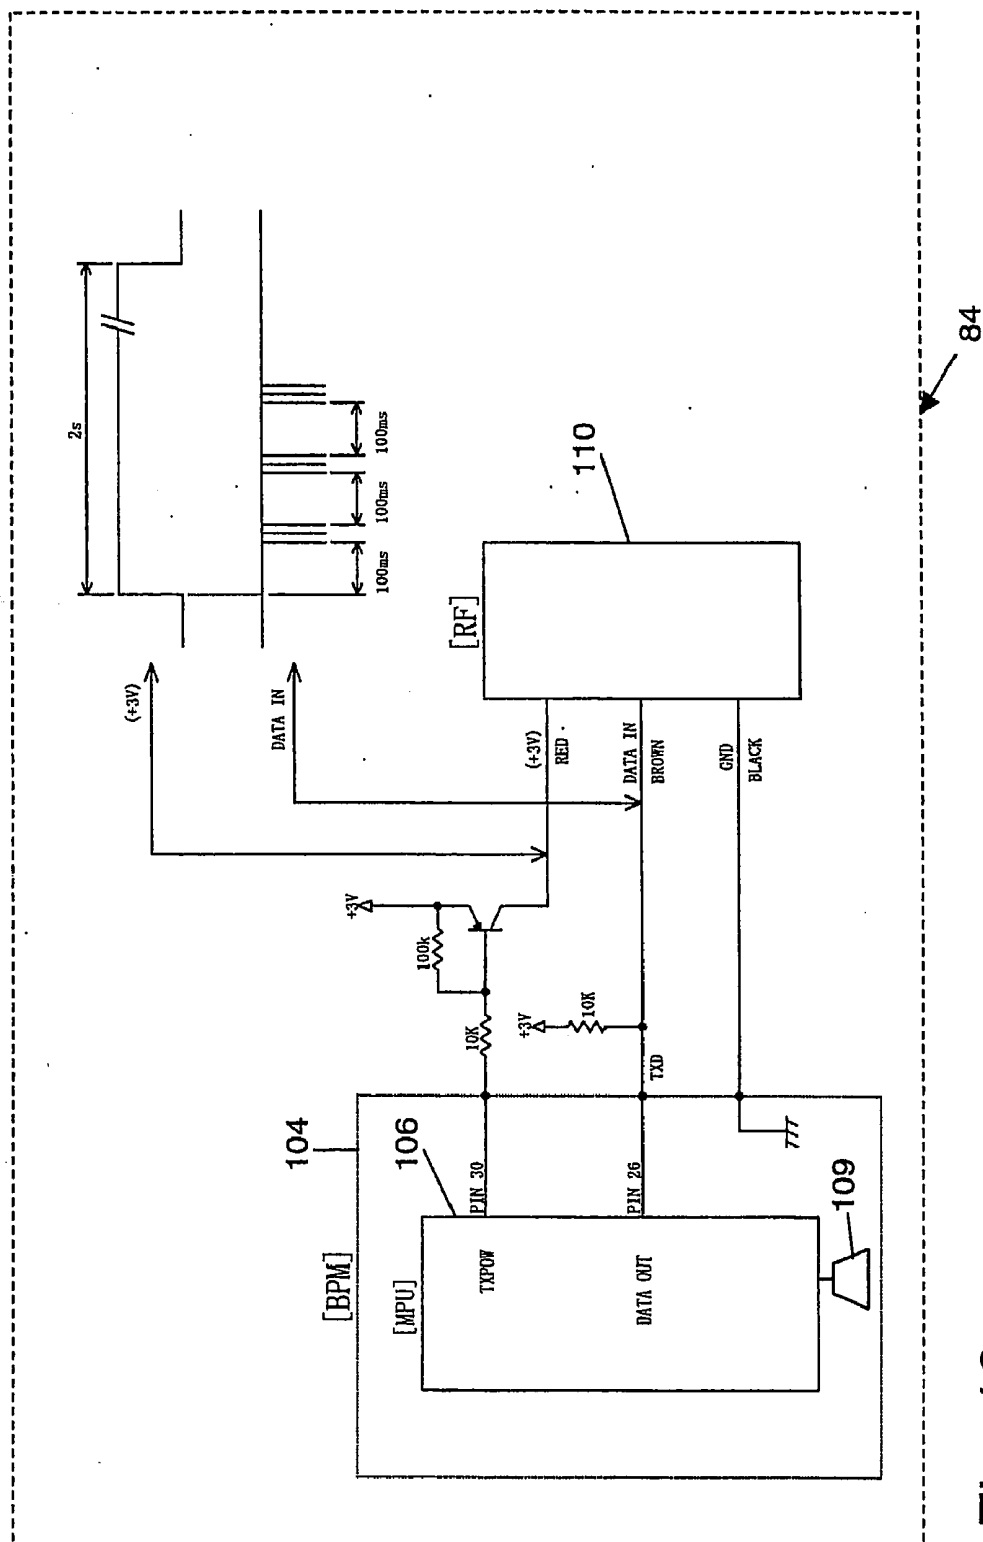 2s
(+3V)
DATA IN
100ms
100ms
100ms
104
[BPM]
106
[MPU]
+3V
100k
[RF]
110
10K
PIN 30
TXPOW
(+3V)
RED
+3V
10K
DATA IN
BROWN
PIN 26
DATA OUT
TXD
GND
BLACK
109
84